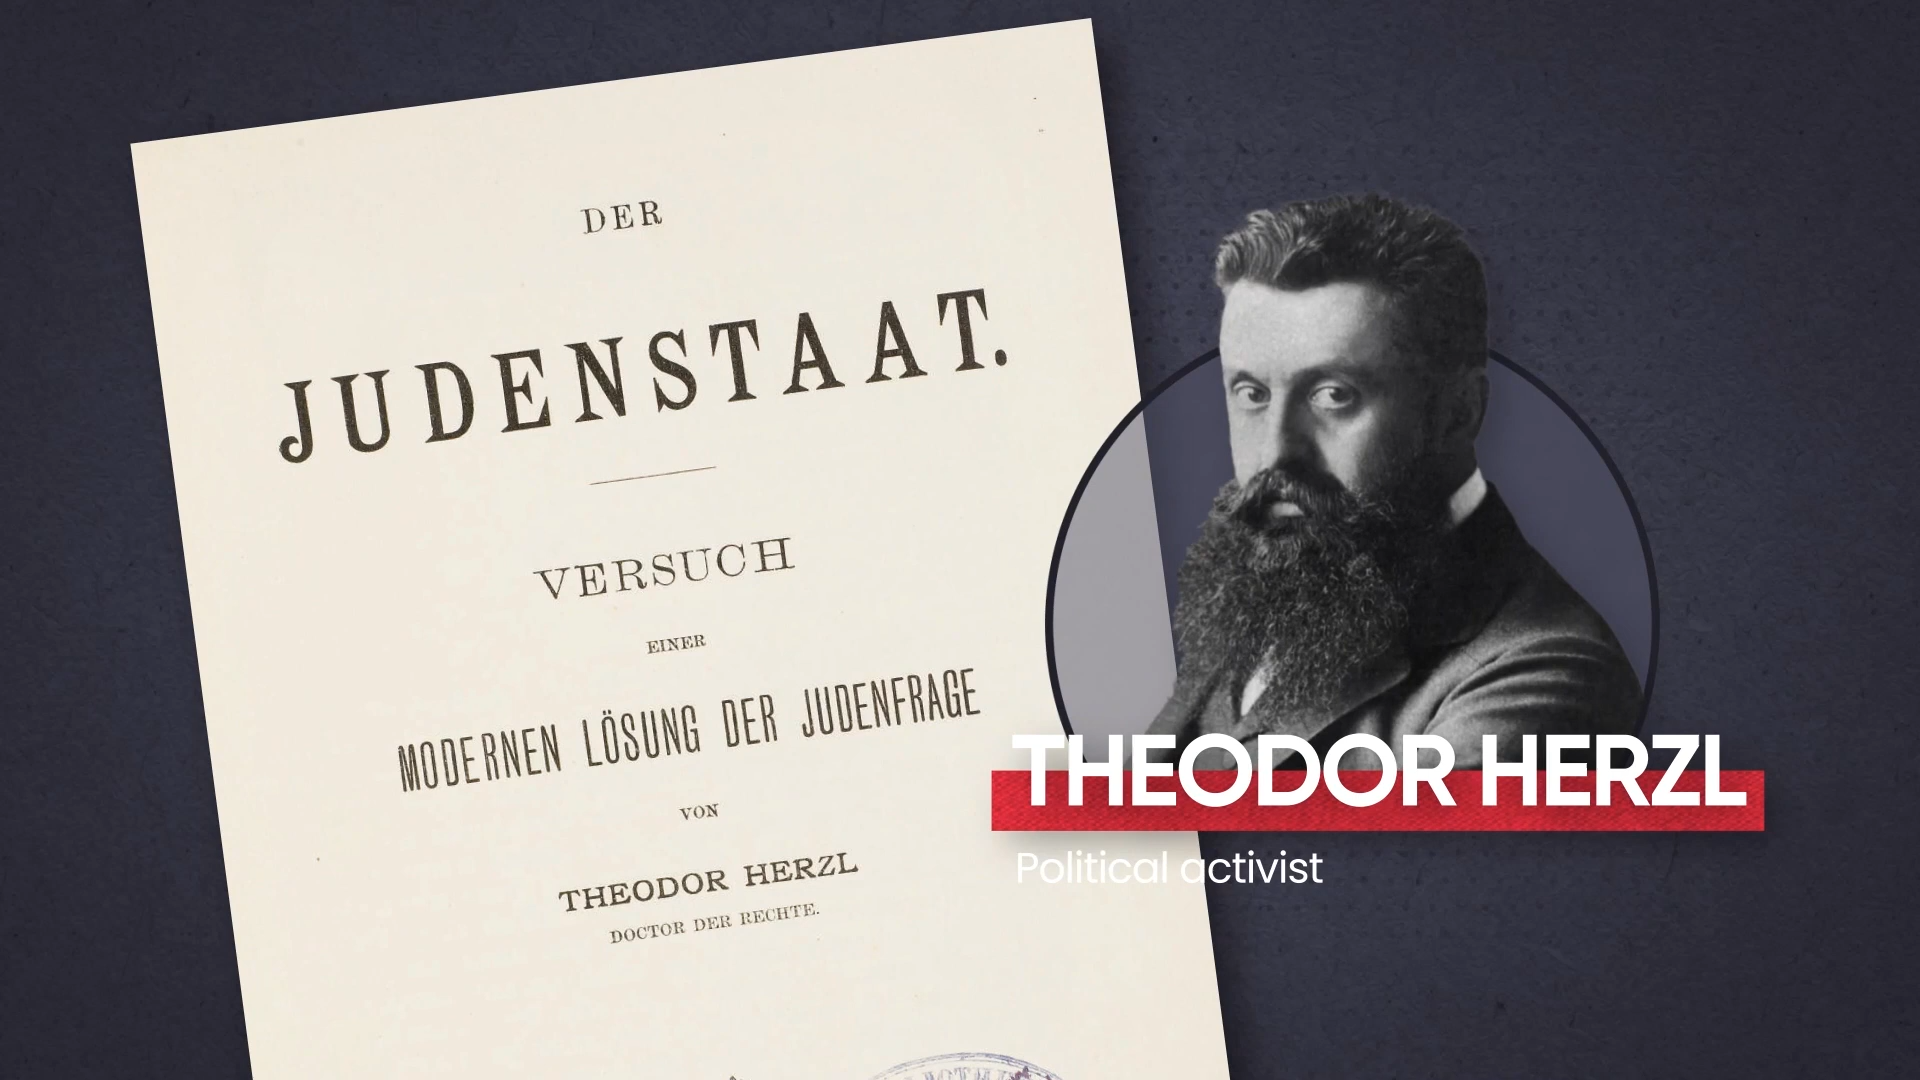 DER
JUDENSTAAT.
VERSUCH
EINER
MODERNEN LÖSUNG DER JUDENFRAGE
VON
THEODOR HERZL
DOCTOR DER RECHTE.
THEODOR HERZL
Political activist